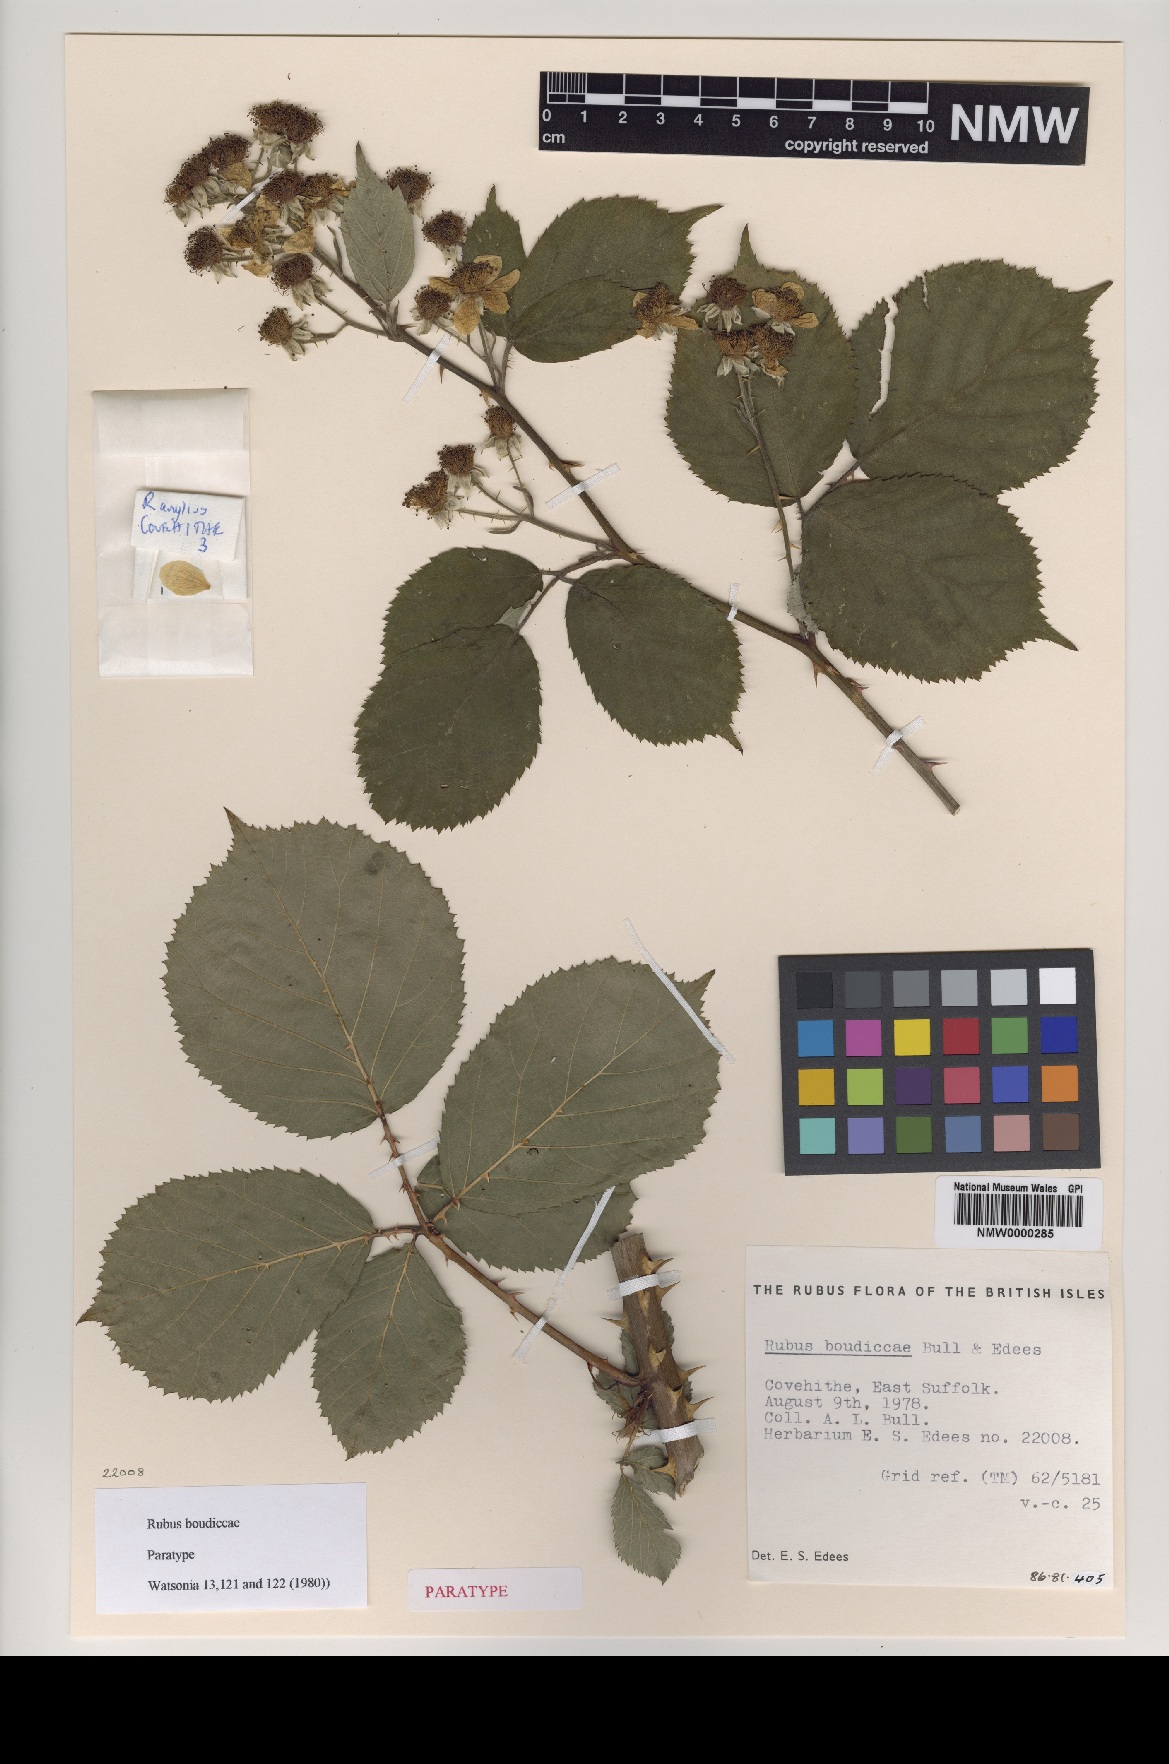 0 1 2 3 4 5 6 7 8 9 10
cm
copyright reserved
NMW
COVEHITHE
3
National Museum Wales GPI
NMW0000285
THE RUBUS FLORA OF THE BRITISH ISLES
Rubus boudiccae Bull & Edees
Covehithe, East Suffolk.
August 9th, 1978.
Coll. A. L. Bull.
Herbarium E. S. Edees no. 22008.
Grid ref. (TM) 62/5181
v.-c. 25
Det. E. S. Edees
86.81.405
22008
Rubus boudiccae
Paratype
Watsonia 13,121 and 122 (1980))
PARATYPE